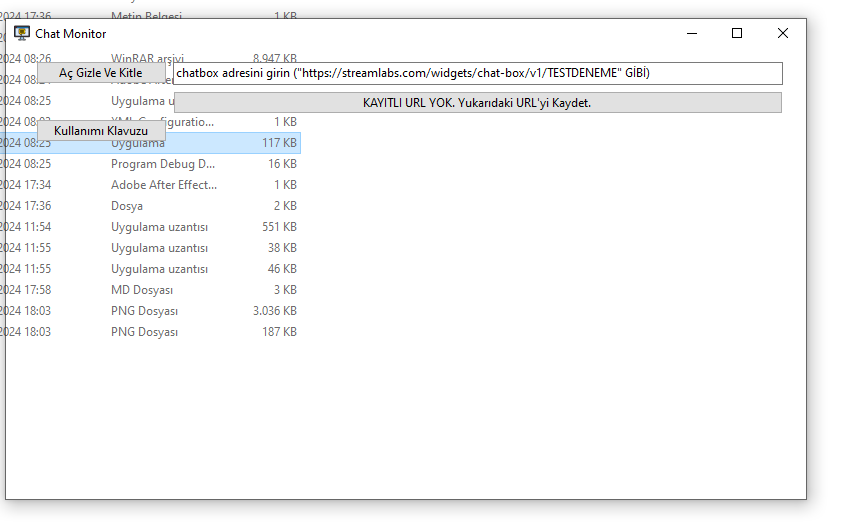 2024 17:36 Metin Belgesi 1 KB
Chat Monitor
2024 08:26 WinRAR arşivi 8.947 KB
Aç Gizle Ve Kitle
chatbox adresini girin ("https://streamlabs.com/widgets/chat-box/v1/TESTDENEME" GİBİ)
2024 08:25 Uygulama u
KAYITLI URL YOK. Yukarıdaki URL'yi Kaydet.
XML Configuratio... 1 KB
Kullanımı Klavuzu
2024 08:25 Uygulama 117 KB
2024 08:25 Program Debug D... 16 KB
2024 17:34 Adobe After Effect... 1 KB
2024 17:36 Dosya 2 KB
2024 11:54 Uygulama uzantısı 551 KB
2024 11:55 Uygulama uzantısı 38 KB
2024 11:55 Uygulama uzantısı 46 KB
2024 17:58 MD Dosyası 3 KB
2024 18:03 PNG Dosyası 3.036 KB
2024 18:03 PNG Dosyası 187 KB